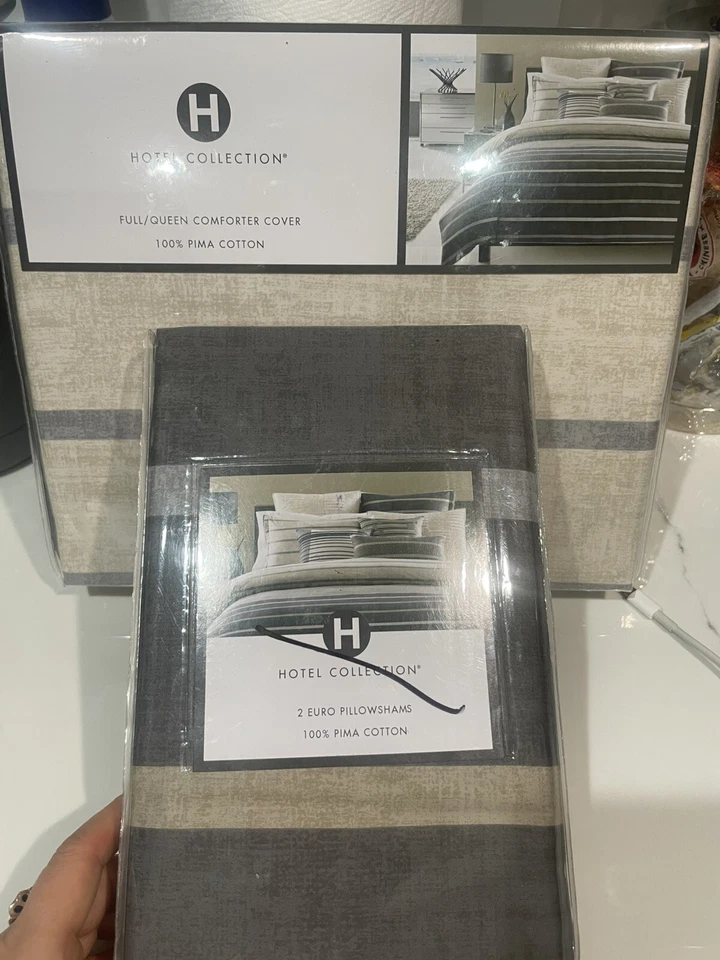 H
HOTEL COLLECTION®
FULL/QUEEN COMFORTER COVER
100% PIMA COTTON
H
HOTEL COLLECTION®
2 EURO PILLOWSHAMS
100% PIMA COTTON